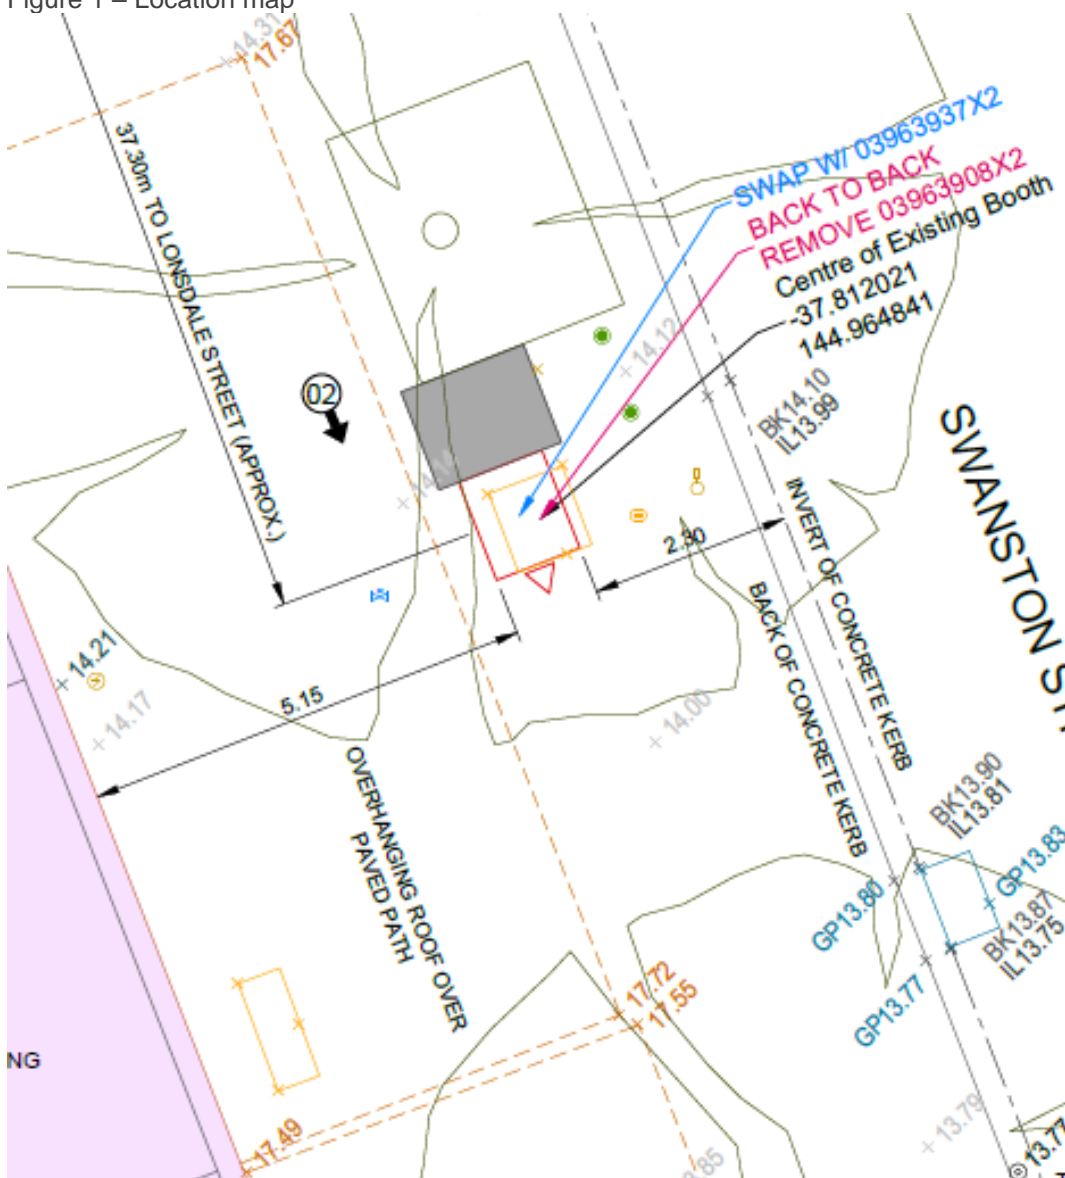 Figure 1 – Location map
14.31
17.67
37.30m TO LONSDALE STREET (APPROX.)
SWAP W/ 03963937X2
BACK TO BACK
REMOVE 03963908X2
Centre of Existing Booth
-37.812021
144.964841
14.12
02
BK14.10
IL13.99
SWANSTON
INVERT OF CONCRETE KERB
2.30
BACK OF CONCRETE KERB
14.21
14.17
5.15
14.00
OVERHANGING ROOF OVER
PAVED PATH
BK13.90
IL13.81
GP13.83
GP13.80
BK13.87
IL13.75
GP13.77
17.72
17.55
NG
17.49
13.79
13.77